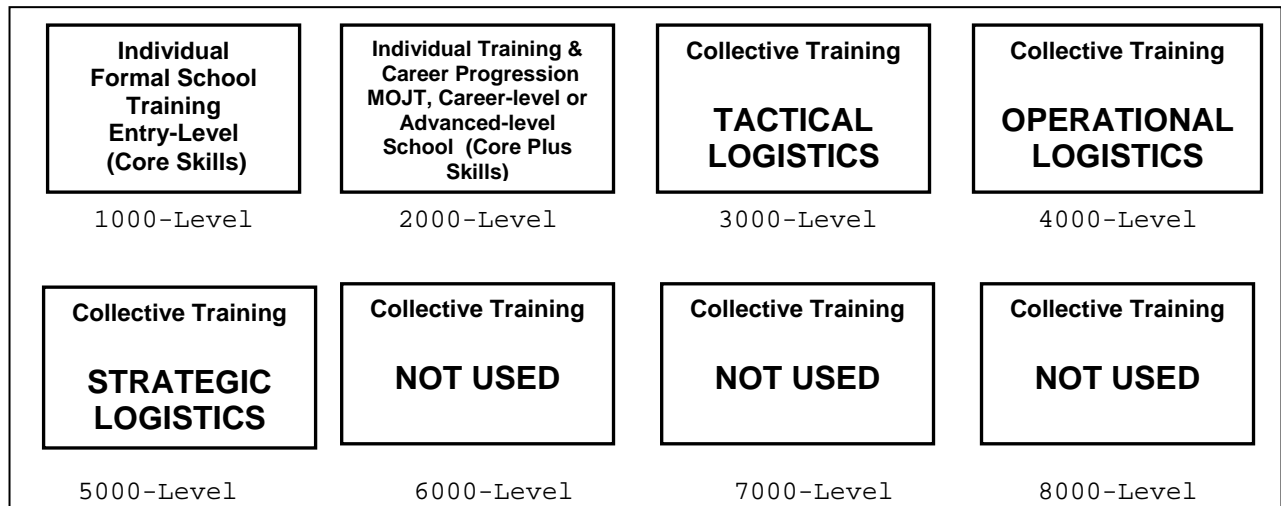 Individual
Formal School
Training
Entry-Level
(Core Skills)
1000-Level
Individual Training &
Career Progression
MOJT, Career-level or
Advanced-level
School (Core Plus
Skills)
2000-Level
Collective Training
TACTICAL
LOGISTICS
3000-Level
Collective Training
OPERATIONAL
LOGISTICS
4000-Level
Collective Training
STRATEGIC
LOGISTICS
5000-Level
Collective Training
NOT USED
6000-Level
Collective Training
NOT USED
7000-Level
Collective Training
NOT USED
8000-Level